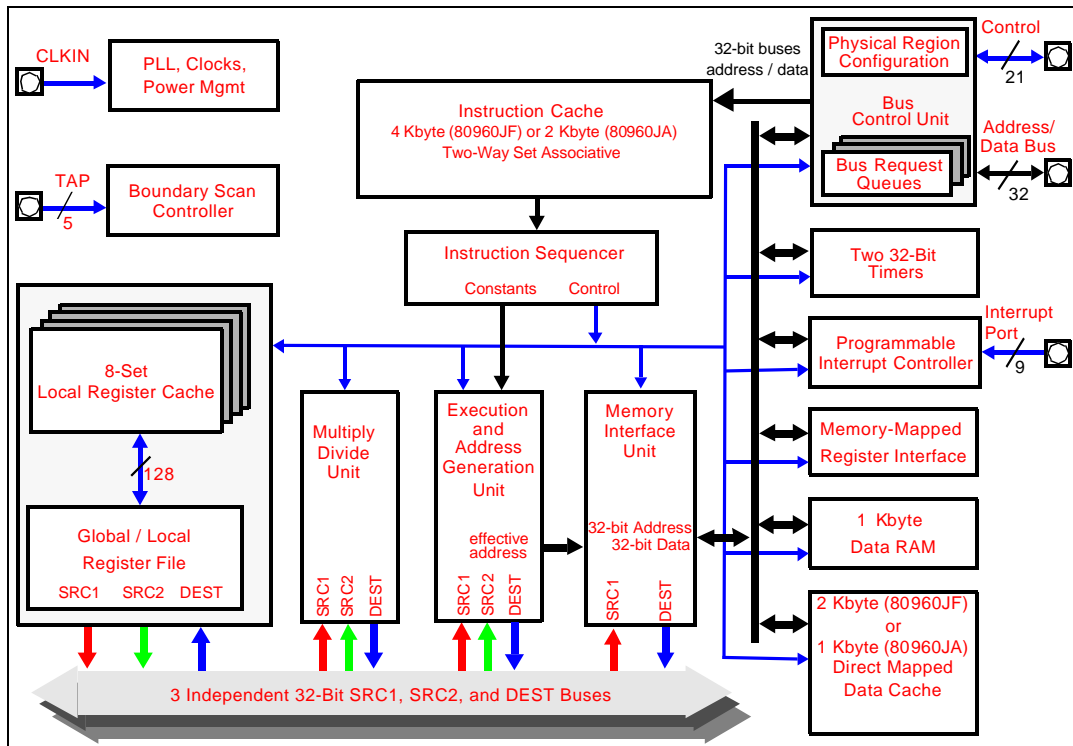 CLKIN
PLL, Clocks,
Power Mgmt
TAP
5
Boundary Scan
Controller
Instruction Cache
4 Kbyte (80960JF) or 2 Kbyte (80960JA)
Two-Way Set Associative
32-bit buses
address / data
Physical Region
Configuration
Bus
Control Unit
Bus Request
Queues
Control
21
Address/
Data Bus
32
Instruction Sequencer
Constants
Control
Two 32-Bit
Timers
Programmable
Interrupt Controller
Interrupt
Port
9
8-Set
Local Register Cache
128
Global / Local
Register File
SRC1
SRC2
DEST
Multiply
Divide
Unit
SRC1
SRC2
DEST
Execution
and
Address
Generation
Unit
effective
address
SRC1
SRC2
DEST
Memory
Interface
Unit
32-bit Address
32-bit Data
SRC1
DEST
Memory-Mapped
Register Interface
1 Kbyte
Data RAM
2 Kbyte (80960JF)
or
1 Kbyte (80960JA)
Direct Mapped
Data Cache
3 Independent 32-Bit SRC1, SRC2, and DEST Buses